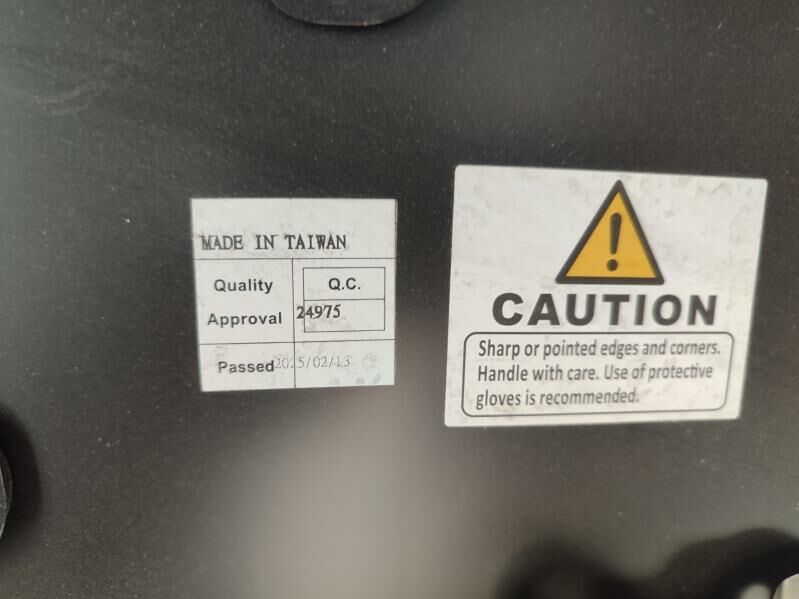 MADE IN TAIWAN
Quality
Approval
Q.C.
24975
Passed 2025/02/13
CAUTION
Sharp or pointed edges and corners.
Handle with care. Use of protective
gloves is recommended.